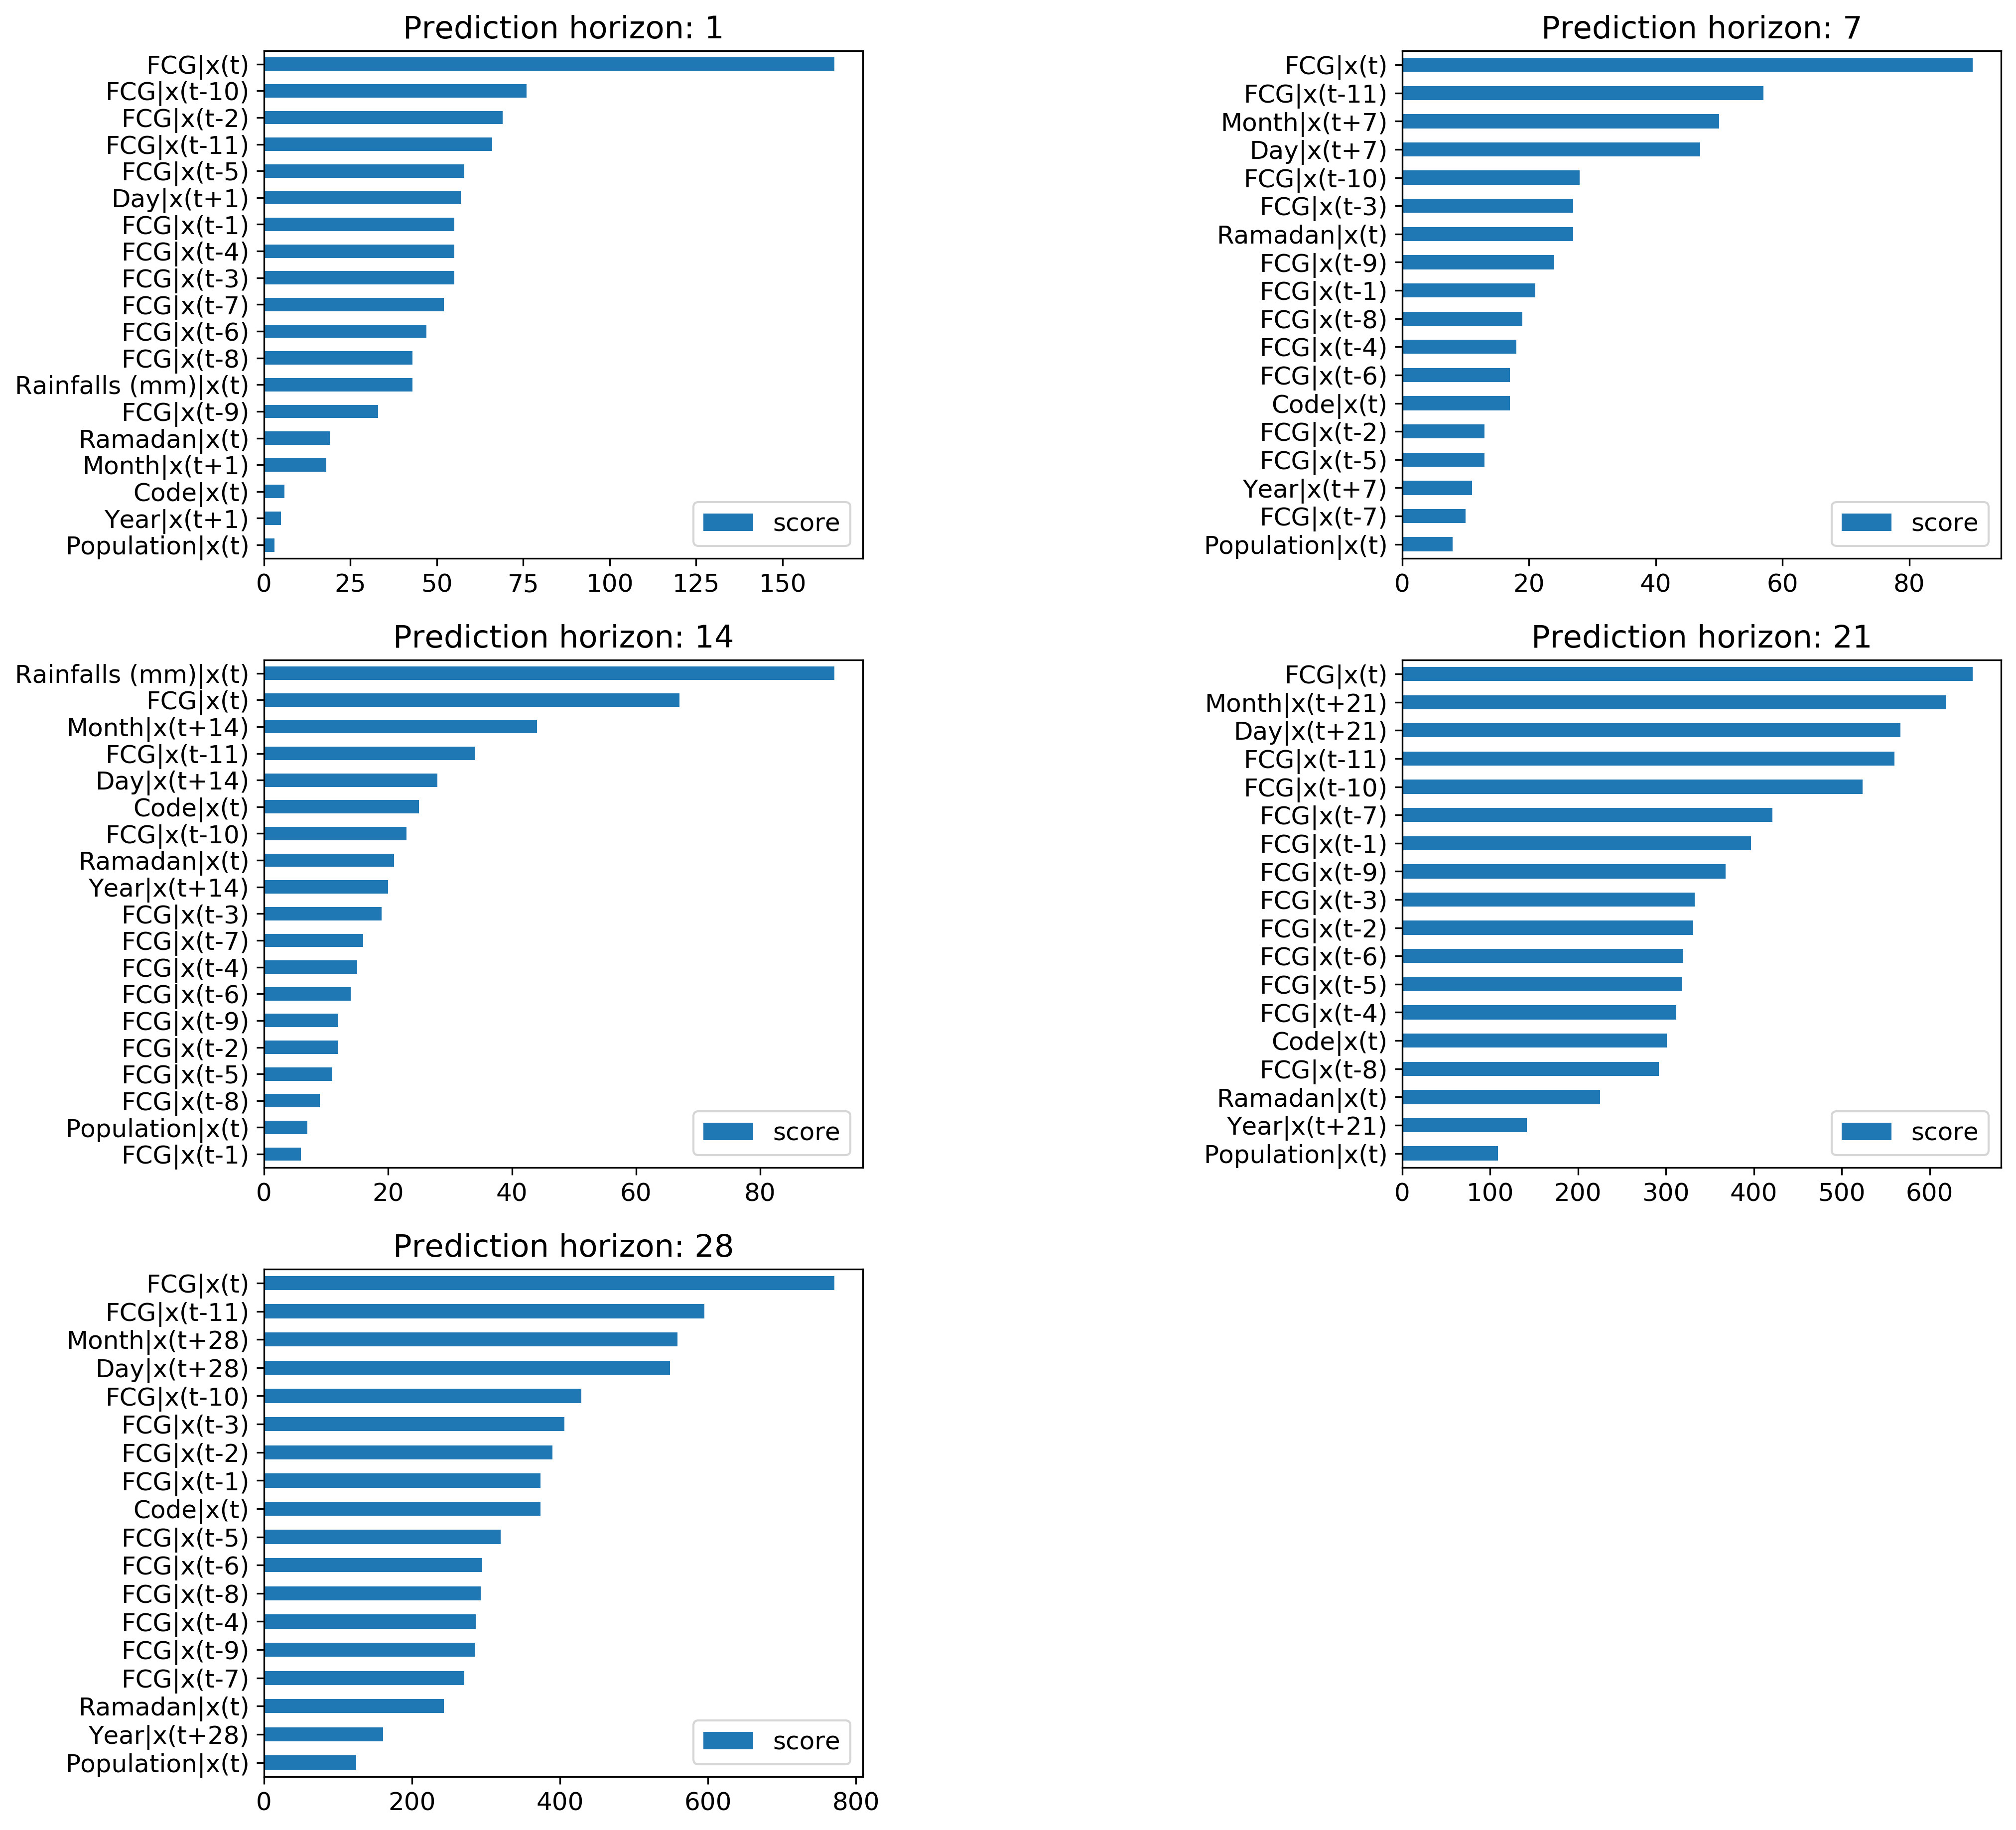 Prediction horizon: 1
FCG|x(t)
FCG|x(t-10)
FCG|x(t-2)
FCG|x(t-11)
FCG|x(t-5)
Day|x(t+1)
FCG|x(t-1)
FCG|x(t-4)
FCG|x(t-3)
FCG|x(t-7)
FCG|x(t-6)
FCG|x(t-8)
Rainfalls (mm)|x(t)
FCG|x(t-9)
Ramadan|x(t)
Month|x(t+1)
Code|x(t)
Year|x(t+1)
Population|x(t)
score
0 25 50 75 100 125 150
Prediction horizon: 7
FCG|x(t)
FCG|x(t-11)
Month|x(t+7)
Day|x(t+7)
FCG|x(t-10)
FCG|x(t-3)
Ramadan|x(t)
FCG|x(t-9)
FCG|x(t-1)
FCG|x(t-8)
FCG|x(t-4)
FCG|x(t-6)
Code|x(t)
FCG|x(t-2)
FCG|x(t-5)
Year|x(t+7)
FCG|x(t-7)
Population|x(t)
score
0 20 40 60 80
Prediction horizon: 14
Rainfalls (mm)|x(t)
FCG|x(t)
Month|x(t+14)
FCG|x(t-11)
Day|x(t+14)
Code|x(t)
FCG|x(t-10)
Ramadan|x(t)
Year|x(t+14)
FCG|x(t-3)
FCG|x(t-7)
FCG|x(t-4)
FCG|x(t-6)
FCG|x(t-9)
FCG|x(t-2)
FCG|x(t-5)
FCG|x(t-8)
Population|x(t)
FCG|x(t-1)
score
0 20 40 60 80
Prediction horizon: 21
FCG|x(t)
Month|x(t+21)
Day|x(t+21)
FCG|x(t-11)
FCG|x(t-10)
FCG|x(t-7)
FCG|x(t-1)
FCG|x(t-9)
FCG|x(t-3)
FCG|x(t-2)
FCG|x(t-6)
FCG|x(t-5)
FCG|x(t-4)
Code|x(t)
FCG|x(t-8)
Ramadan|x(t)
Year|x(t+21)
Population|x(t)
score
0 100 200 300 400 500 600
Prediction horizon: 28
FCG|x(t)
FCG|x(t-11)
Month|x(t+28)
Day|x(t+28)
FCG|x(t-10)
FCG|x(t-3)
FCG|x(t-2)
FCG|x(t-1)
Code|x(t)
FCG|x(t-5)
FCG|x(t-6)
FCG|x(t-8)
FCG|x(t-4)
FCG|x(t-9)
FCG|x(t-7)
Ramadan|x(t)
Year|x(t+28)
Population|x(t)
score
0 200 400 600 800